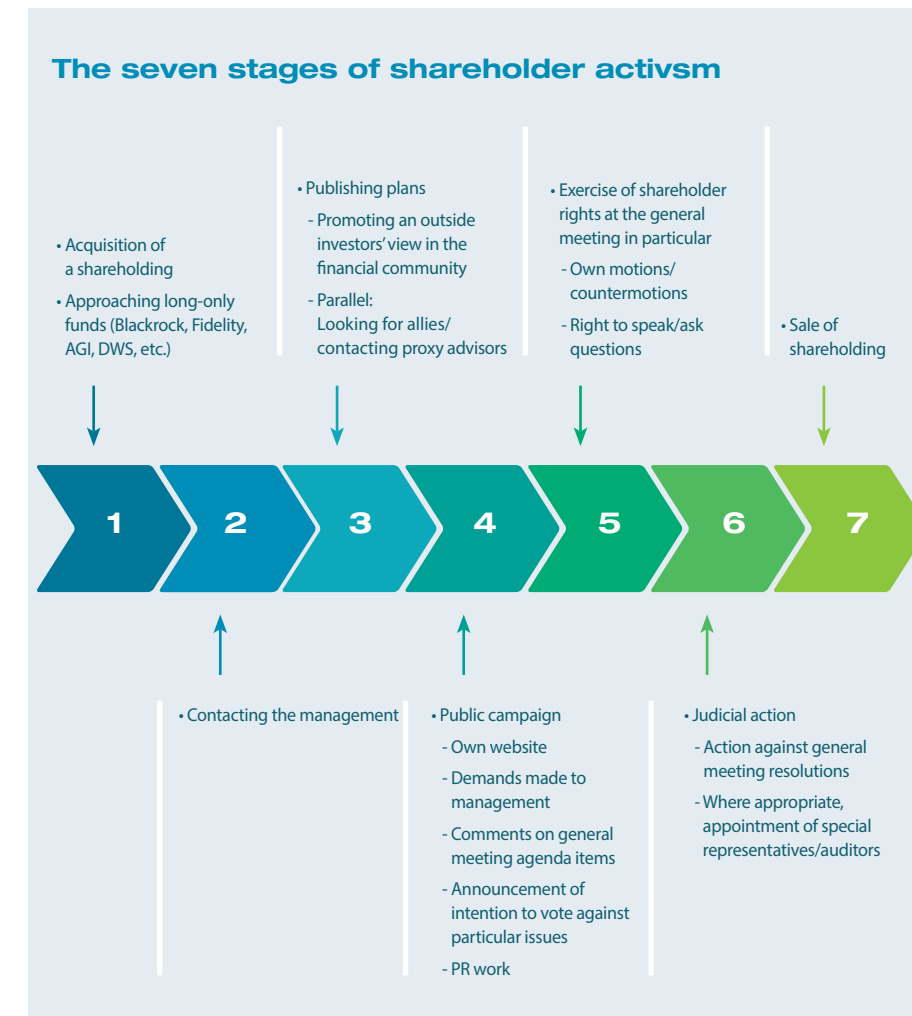 The seven stages of shareholder activsm
• Acquisition of
a shareholding
• Approaching long-only
funds (Blackrock, Fidelity,
AGI, DWS, etc.)
• Publishing plans
- Promoting an outside
investors' view in the
financial community
- Parallel:
Looking for allies/
contacting proxy advisors
• Exercise of shareholder
rights at the general
meeting in particular
- Own motions/
countermotions
- Right to speak/ask
questions
• Sale of
shareholding
1
2
3
4
5
6
7
• Contacting the management
• Public campaign
- Own website
- Demands made to
management
- Comments on general
meeting agenda items
- Announcement of
intention to vote against
particular issues
- PR work
• Judicial action
- Action against general
meeting resolutions
- Where appropriate,
appointment of special
representatives/auditors